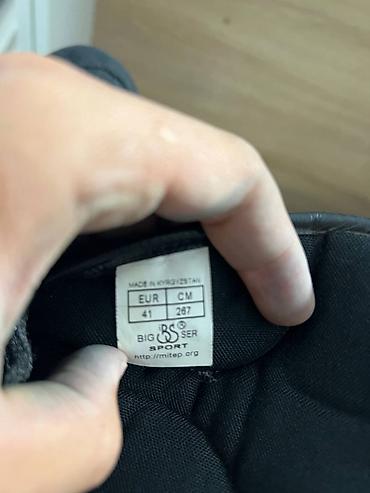 MADE IN KYRGYZSTAN
EUR CM
41 267
BIG BS® SER
SPORT
http://mitep.org